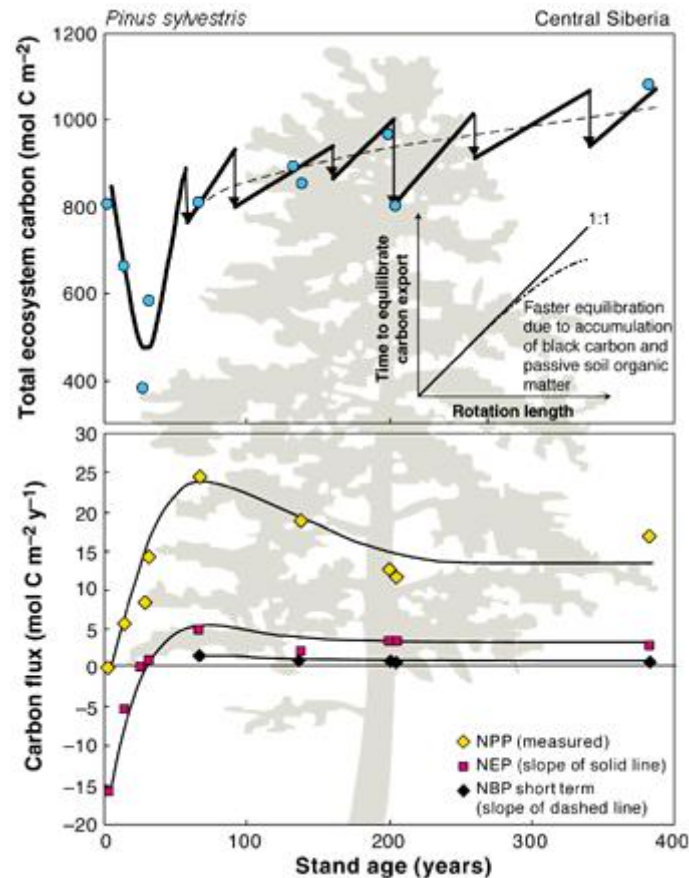 Pinus sylvestris
Central Siberia
Total ecosystem carbon (mol C m−2)
1200
1000
800
600
400
Time to equilibrate
carbon export
1:1
Faster equilibration
due to accumulation
of black carbon and
passive soil organic
matter
Rotation length
Carbon flux (mol C m−2 y−1)
30
25
20
15
10
5
0
−5
−10
−15
−20
NPP (measured)
NEP (slope of solid line)
NBP short term
(slope of dashed line)
0
100
200
300
400
Stand age (years)